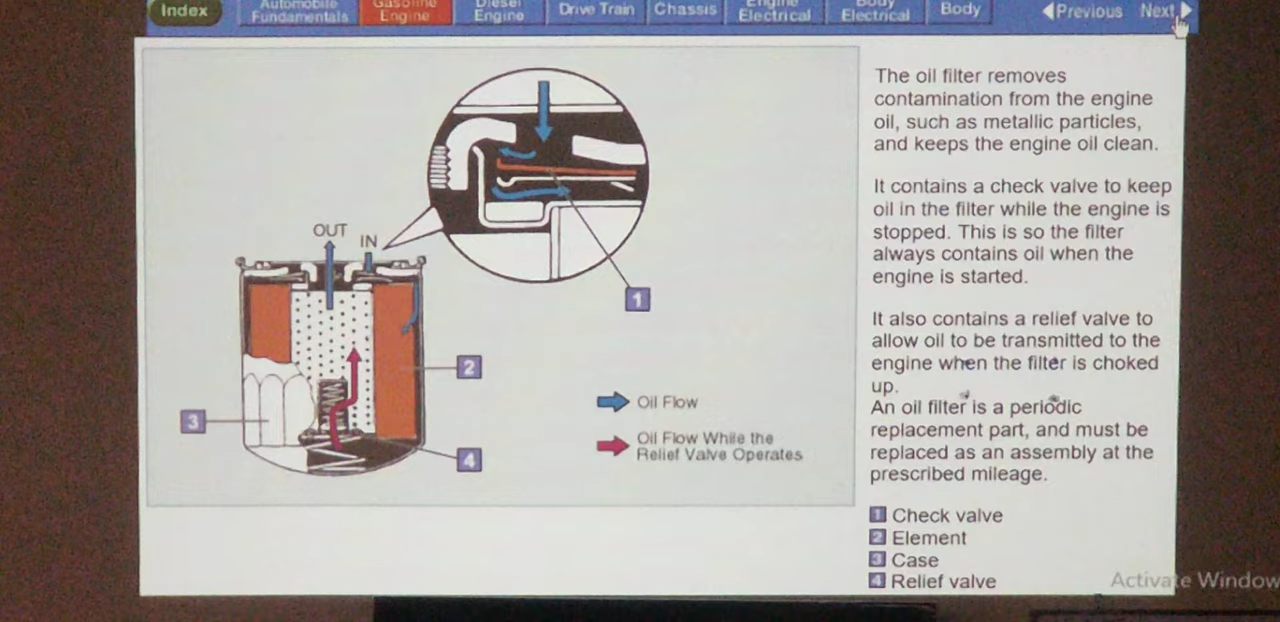 Index
Automobile
Fundamentals
Gasoline
Engine
Diesel
Engine
Drive Train
Chassis
Engine
Electrical
Body
Electrical
Body
Previous
Next
OUT
IN
1
2
3
4
Oil Flow
Oil Flow While the
Relief Valve Operates
The oil filter removes
contamination from the engine
oil, such as metallic particles,
and keeps the engine oil clean.
It contains a check valve to keep
oil in the filter while the engine is
stopped. This is so the filter
always contains oil when the
engine is started.
It also contains a relief valve to
allow oil to be transmitted to the
engine when the filter is choked
up.
An oil filter is a periodic
replacement part, and must be
replaced as an assembly at the
prescribed mileage.
1 Check valve
2 Element
3 Case
4 Relief valve
Activate Window